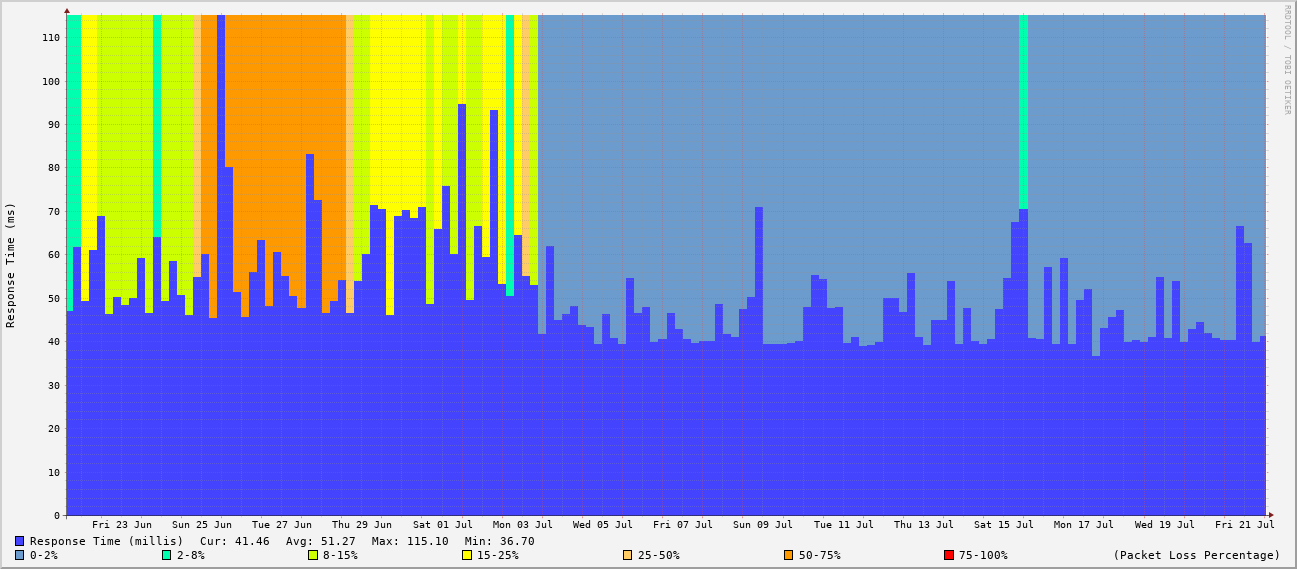 RRDTOOL / TOBI OETIKER
Response Time (ms)
110
100
90
80
70
60
50
40
30
20
10
0
Fri 23 Jun Sun 25 Jun Tue 27 Jun Thu 29 Jun Sat 01 Jul Mon 03 Jul Wed 05 Jul Fri 07 Jul Sun 09 Jul Tue 11 Jul Thu 13 Jul Sat 15 Jul Mon 17 Jul Wed 19 Jul Fri 21 Jul
Response Time (millis) Cur: 41.46 Avg: 51.27 Max: 115.10 Min: 36.70
0-2% 2-8% 8-15% 15-25% 25-50% 50-75% 75-100% (Packet Loss Percentage)